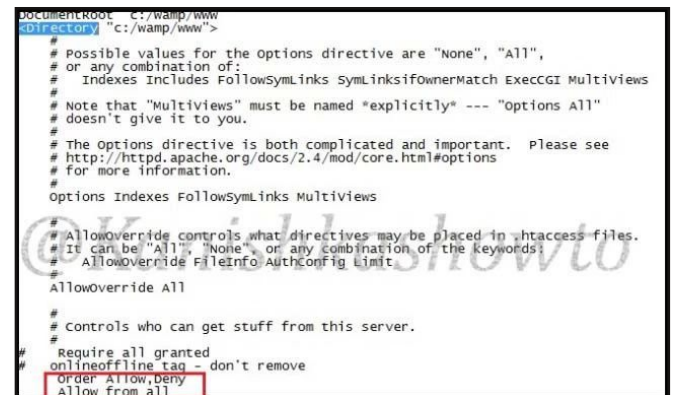 DocumentRoot "c:/wamp/www"
<Directory "c:/wamp/www">
#
# Possible values for the Options directive are "None", "All",
# or any combination of:
#   Indexes Includes FollowSymLinks SymLinksifOwnerMatch ExecCGI MultiViews
#
# Note that "MultiViews" must be named *explicitly* --- "Options All"
# doesn't give it to you.
#
# The Options directive is both complicated and important.  Please see
# http://httpd.apache.org/docs/2.4/mod/core.html#options
# for more information.
#
Options Indexes FollowSymLinks MultiViews
@Kanishkashowto
#
# AllowOverride controls what directives may be placed in .htaccess files.
# It can be "All", "None", or any combination of the keywords:
#   AllowOverride FileInfo AuthConfig Limit
#
AllowOverride All
#
# Controls who can get stuff from this server.
#
#    Require all granted
#   onlineoffline tag - don't remove
Order Allow,Deny
Allow from all